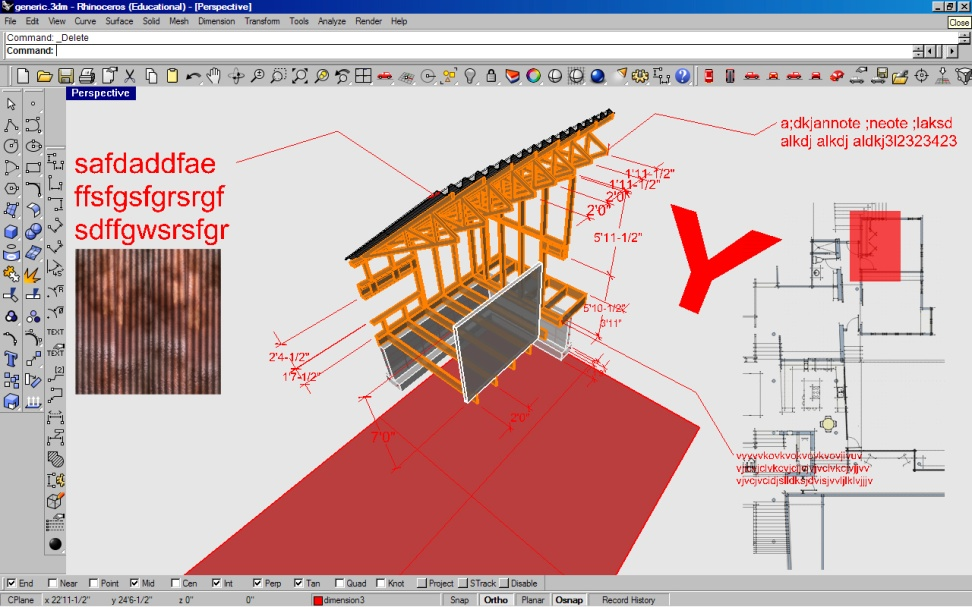 generic.3dm - Rhinoceros (Educational) - [Perspective]
File Edit View Curve Surface Solid Mesh Dimension Transform Tools Analyze Render Help
Close
Command: _Delete
Command:
Perspective
a;dkjannote ;neote ;laksd
alkdj alkdj aldkj3l2323423
safdaddfae
ffsfgsfgrsrgf
sdffgwsrsfgr
1'11-1/2"
1'11-1/2"
2'0"
2'0"
5'11-1/2"
Y
5'10-1/2"
3'11"
2'4-1/2"
1'7-1/2"
2'0"
7'0"
TEXT
TEXT
End Near Point Mid Cen Int Perp Tan Quad Knot Project STrack Disable
CPlane x 22'11-1/2" y 24'6-1/2" z 0" 0" dimension3 Snap Ortho Planar Osnap Record History